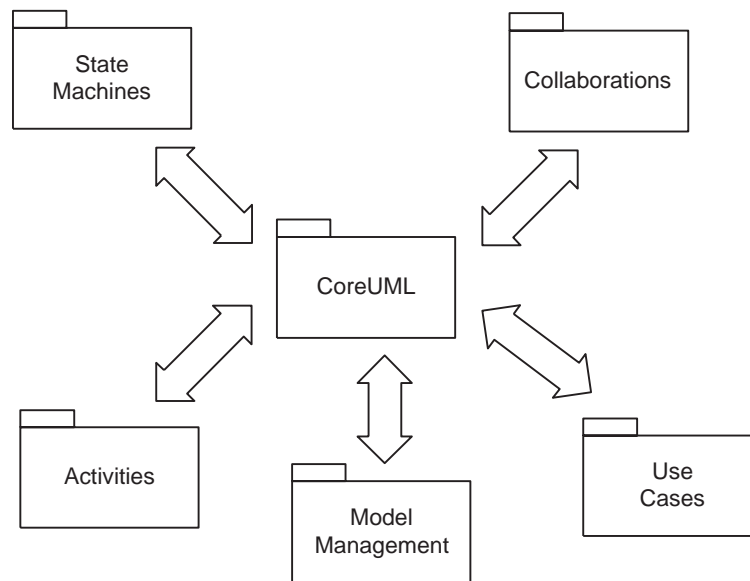 State
Machines
Collaborations
CoreUML
Activities
Model
Management
Use
Cases